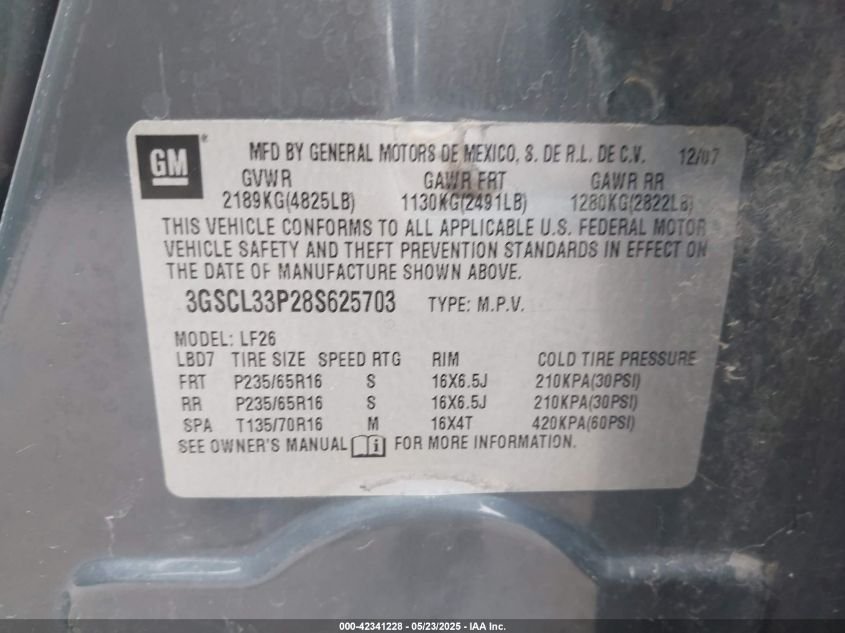 GM MFD BY GENERAL MOTORS DE MEXICO, S. DE R.L. DE C.V. 12/07
GVWR GAWR FRT GAWR RR
2189KG(4825LB) 1130KG(2491LB) 1280KG(2822LB)
THIS VEHICLE CONFORMS TO ALL APPLICABLE U.S. FEDERAL MOTOR
VEHICLE SAFETY AND THEFT PREVENTION STANDARDS IN EFFECT ON
THE DATE OF MANUFACTURE SHOWN ABOVE.
3GSCL33P28S625703 TYPE: M.P.V.
MODEL: LF26
LBD7 TIRE SIZE SPEED RTG RIM COLD TIRE PRESSURE
FRT P235/65R16 S 16X6.5J 210KPA(30PSI)
RR P235/65R16 S 16X6.5J 210KPA(30PSI)
SPA T135/70R16 M 16X4T 420KPA(60PSI)
SEE OWNER'S MANUAL i FOR MORE INFORMATION.
000-42341228 - 05/23/2025 - IAA Inc.